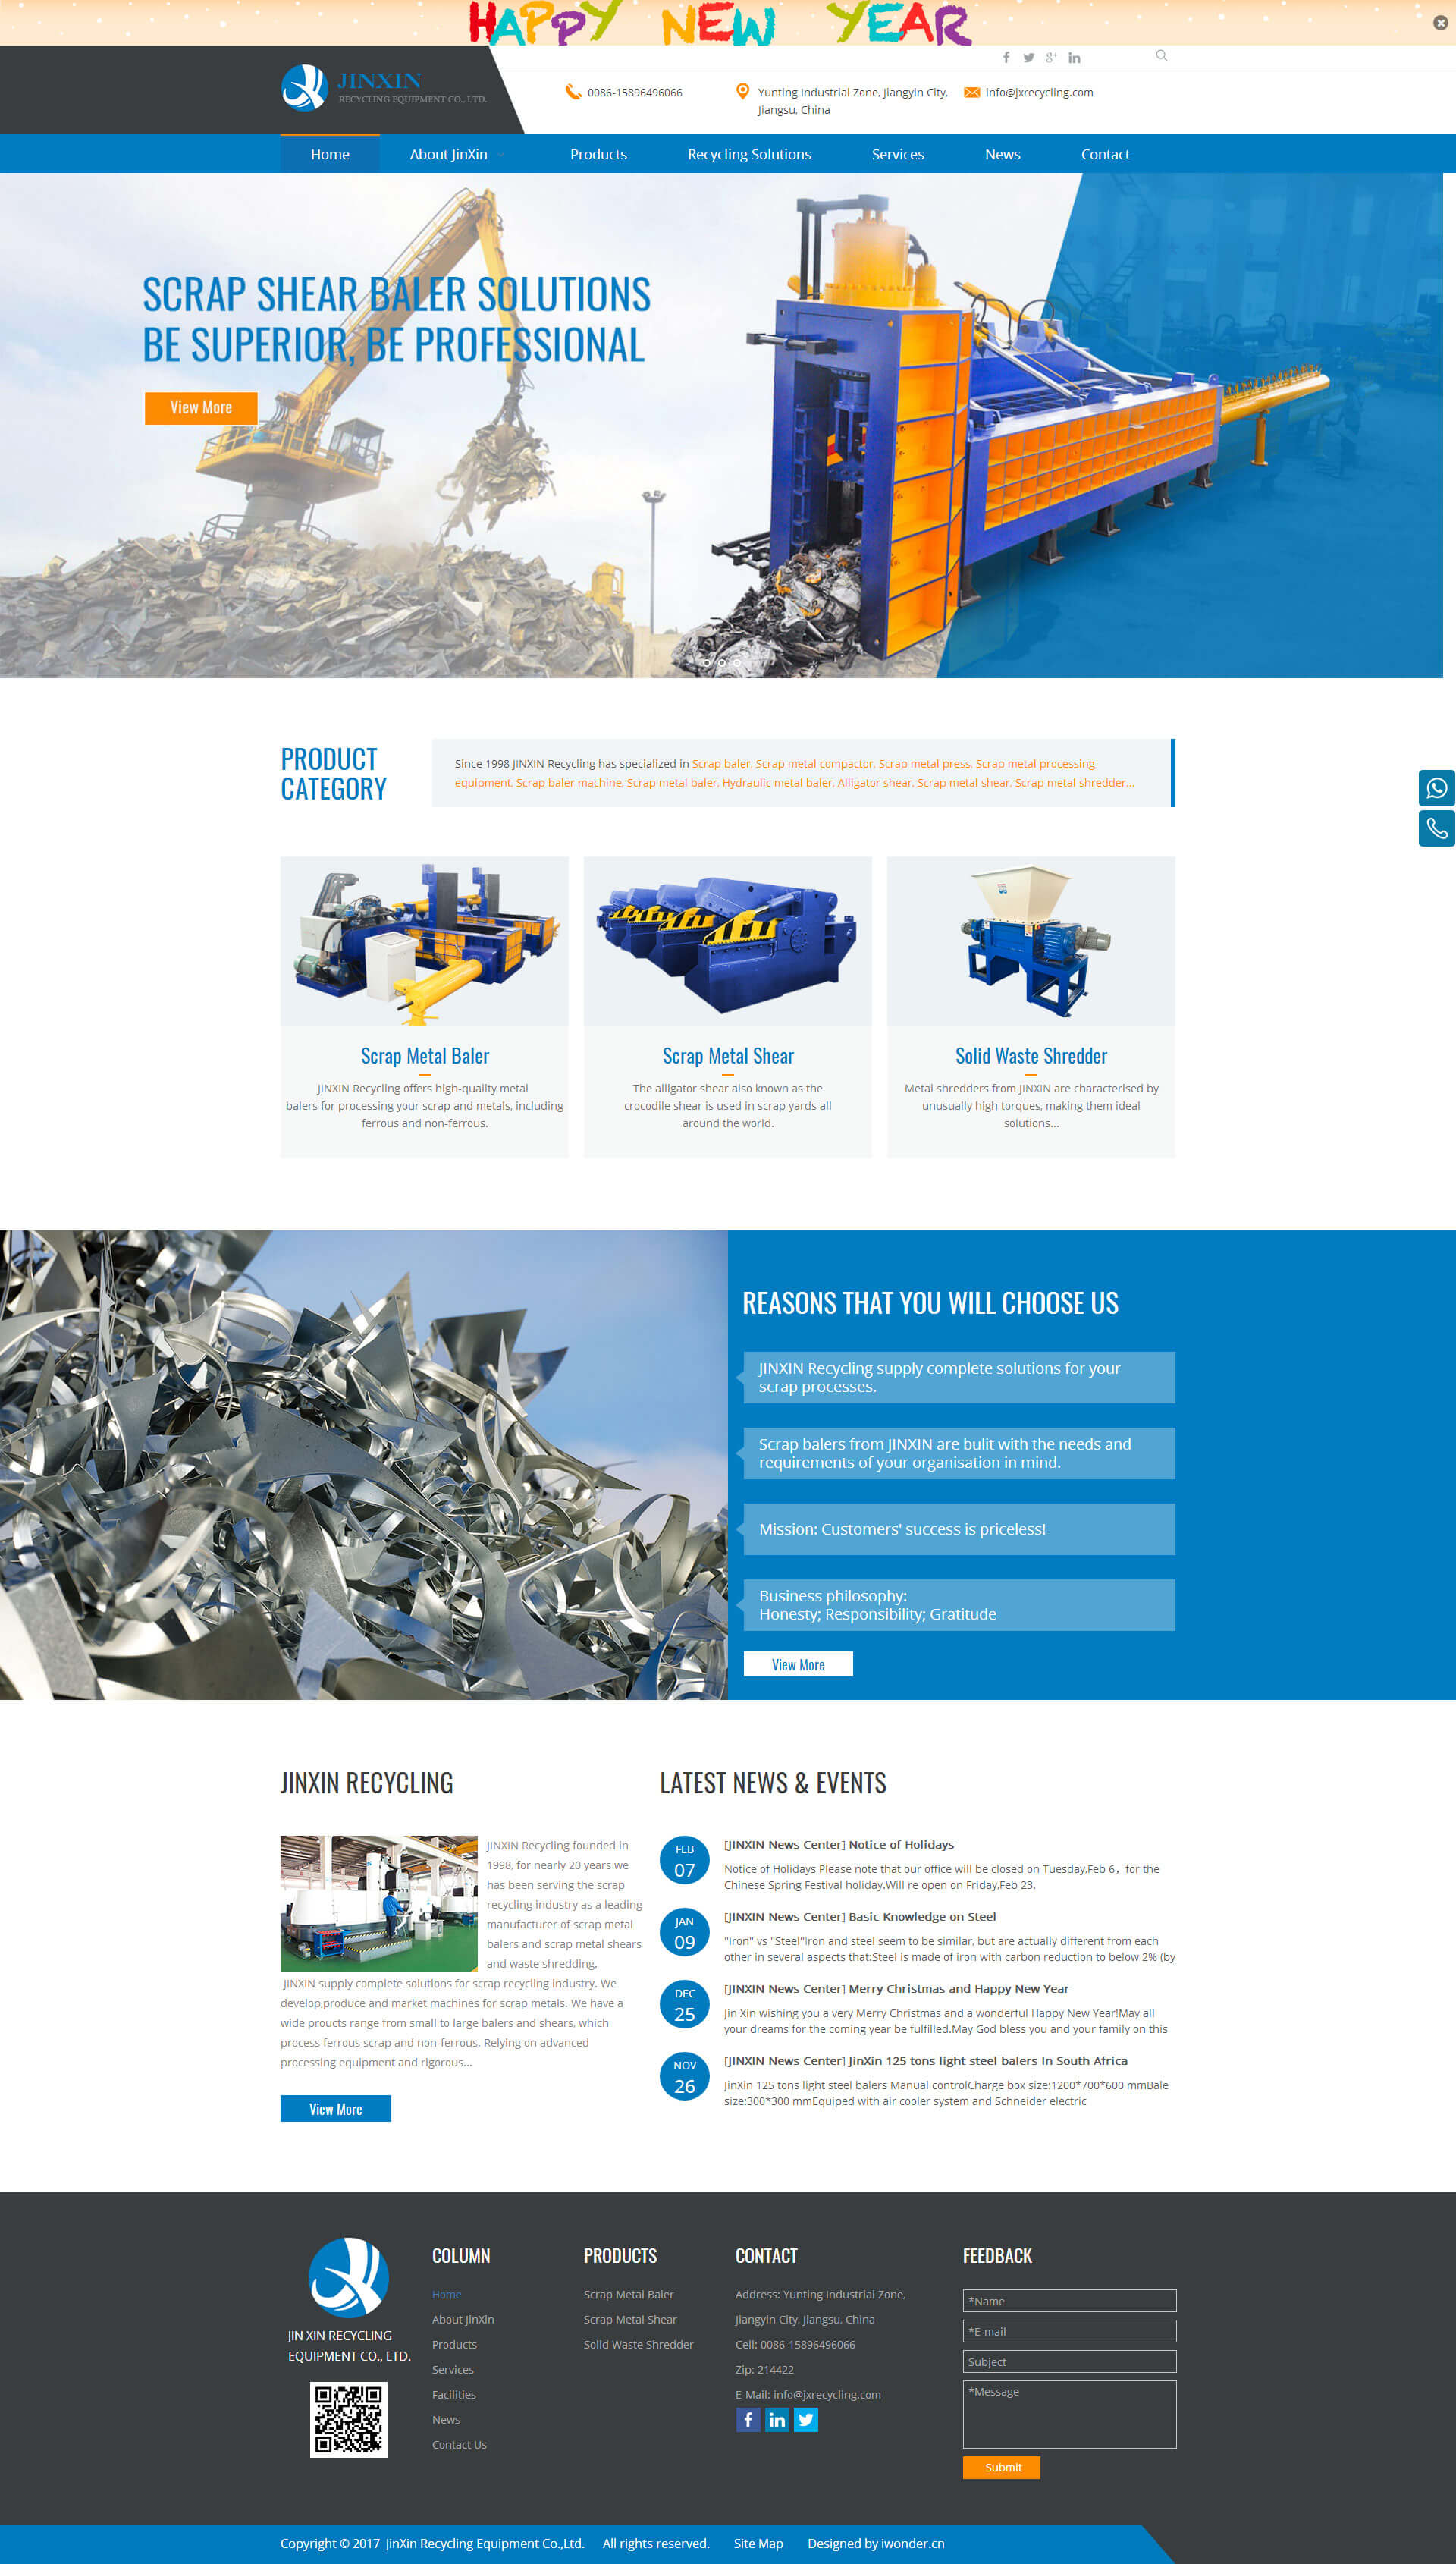 HAPPY NEW YEAR
JINXIN
RECYCLING EQUIPMENT CO., LTD.
0086-15896496066
Yunting Industrial Zone, Jiangyin City,
Jiangsu, China
info@jxrecycling.com
Home
About JinXin
Products
Recycling Solutions
Services
News
Contact
SCRAP SHEAR BALER SOLUTIONS
BE SUPERIOR, BE PROFESSIONAL
View More
PRODUCT
CATEGORY
Since 1998 JINXIN Recycling has specialized in Scrap baler, Scrap metal compactor, Scrap metal press, Scrap metal processing
equipment, Scrap baler machine, Scrap metal baler, Hydraulic metal baler, Alligator shear, Scrap metal shear, Scrap metal shredder...
Scrap Metal Baler
JINXIN Recycling offers high-quality metal
balers for processing your scrap and metals, including
ferrous and non-ferrous.
Scrap Metal Shear
The alligator shear also known as the
crocodile shear is used in scrap yards all
around the world.
Solid Waste Shredder
Metal shredders from JINXIN are characterised by
unusually high torques, making them ideal
solutions...
REASONS THAT YOU WILL CHOOSE US
JINXIN Recycling supply complete solutions for your
scrap processes.
Scrap balers from JINXIN are bulit with the needs and
requirements of your organisation in mind.
Mission: Customers' success is priceless!
Business philosophy:
Honesty; Responsibility; Gratitude
View More
JINXIN RECYCLING
JINXIN Recycling founded in
1998, for nearly 20 years we
has been serving the scrap
recycling industry as a leading
manufacturer of scrap metal
balers and scrap metal shears
and waste shredding.
JINXIN supply complete solutions for scrap recycling industry. We
develop,produce and market machines for scrap metals. We have a
wide proucts range from small to large balers and shears, which
process ferrous scrap and non-ferrous. Relying on advanced
processing equipment and rigorous...
View More
LATEST NEWS & EVENTS
FEB
07
[JINXIN News Center] Notice of Holidays
Notice of Holidays Please note that our office will be closed on Tuesday,Feb 6，for the
Chinese Spring Festival holiday.Will re open on Friday,Feb 23.
JAN
09
[JINXIN News Center] Basic Knowledge on Steel
"Iron" vs "Steel"Iron and steel seem to be similar, but are actually different from each
other in several aspects that:Steel is made of iron with carbon reduction to below 2% (by
DEC
25
[JINXIN News Center] Merry Christmas and Happy New Year
Jin Xin wishing you a very Merry Christmas and a wonderful Happy New Year!May all
your dreams for the coming year be fulfilled.May God bless you and your family on this
NOV
26
[JINXIN News Center] JinXin 125 tons light steel balers In South Africa
JinXin 125 tons light steel balers Manual controlCharge box size:1200*700*600 mmBale
size:300*300 mmEquiped with air cooler system and Schneider electric
JIN XIN RECYCLING
EQUIPMENT CO., LTD.
COLUMN
Home
About JinXin
Products
Services
Facilities
News
Contact Us
PRODUCTS
Scrap Metal Baler
Scrap Metal Shear
Solid Waste Shredder
CONTACT
Address: Yunting Industrial Zone,
Jiangyin City, Jiangsu, China
Cell: 0086-15896496066
Zip: 214422
E-Mail: info@jxrecycling.com
FEEDBACK
*Name
*E-mail
Subject
*Message
Submit
Copyright © 2017 JinXin Recycling Equipment Co.,Ltd. All rights reserved. Site Map Designed by iwonder.cn